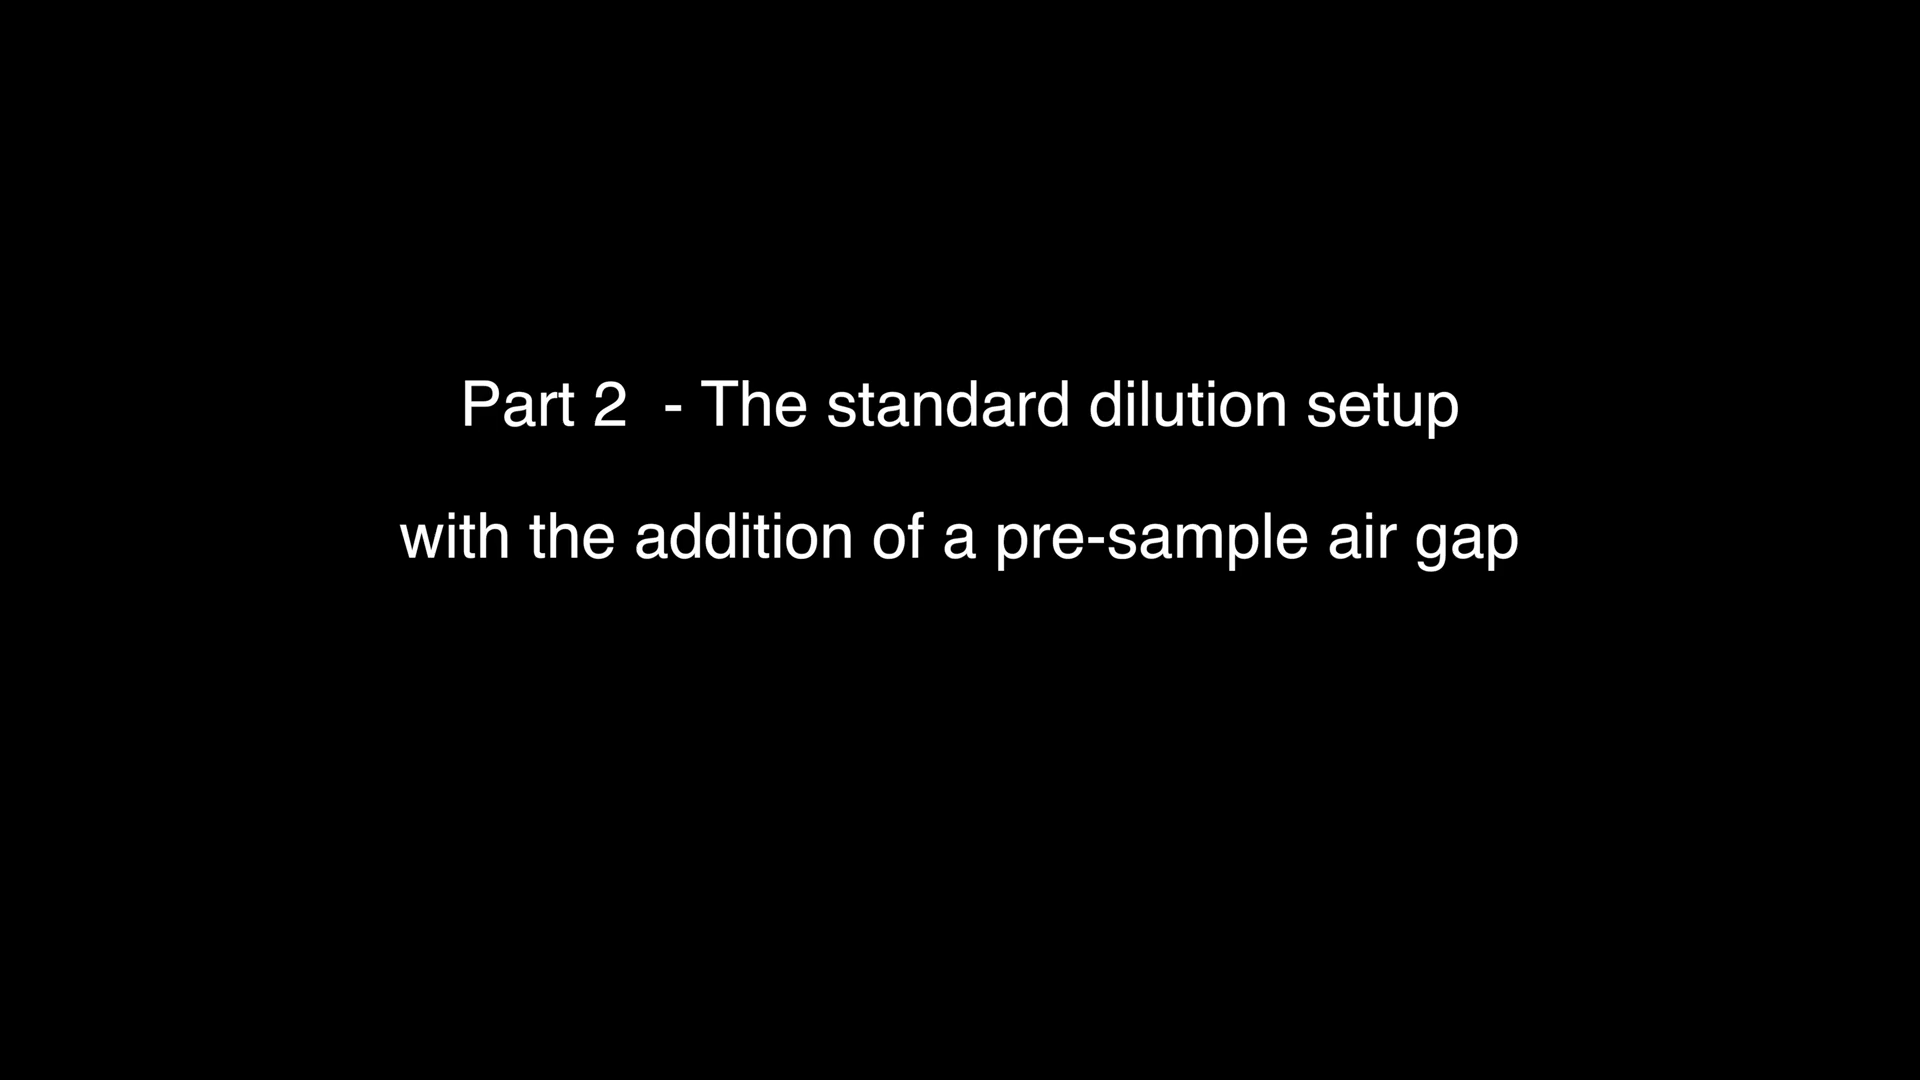 Part 2  - The standard dilution setup
with the addition of a pre-sample air gap